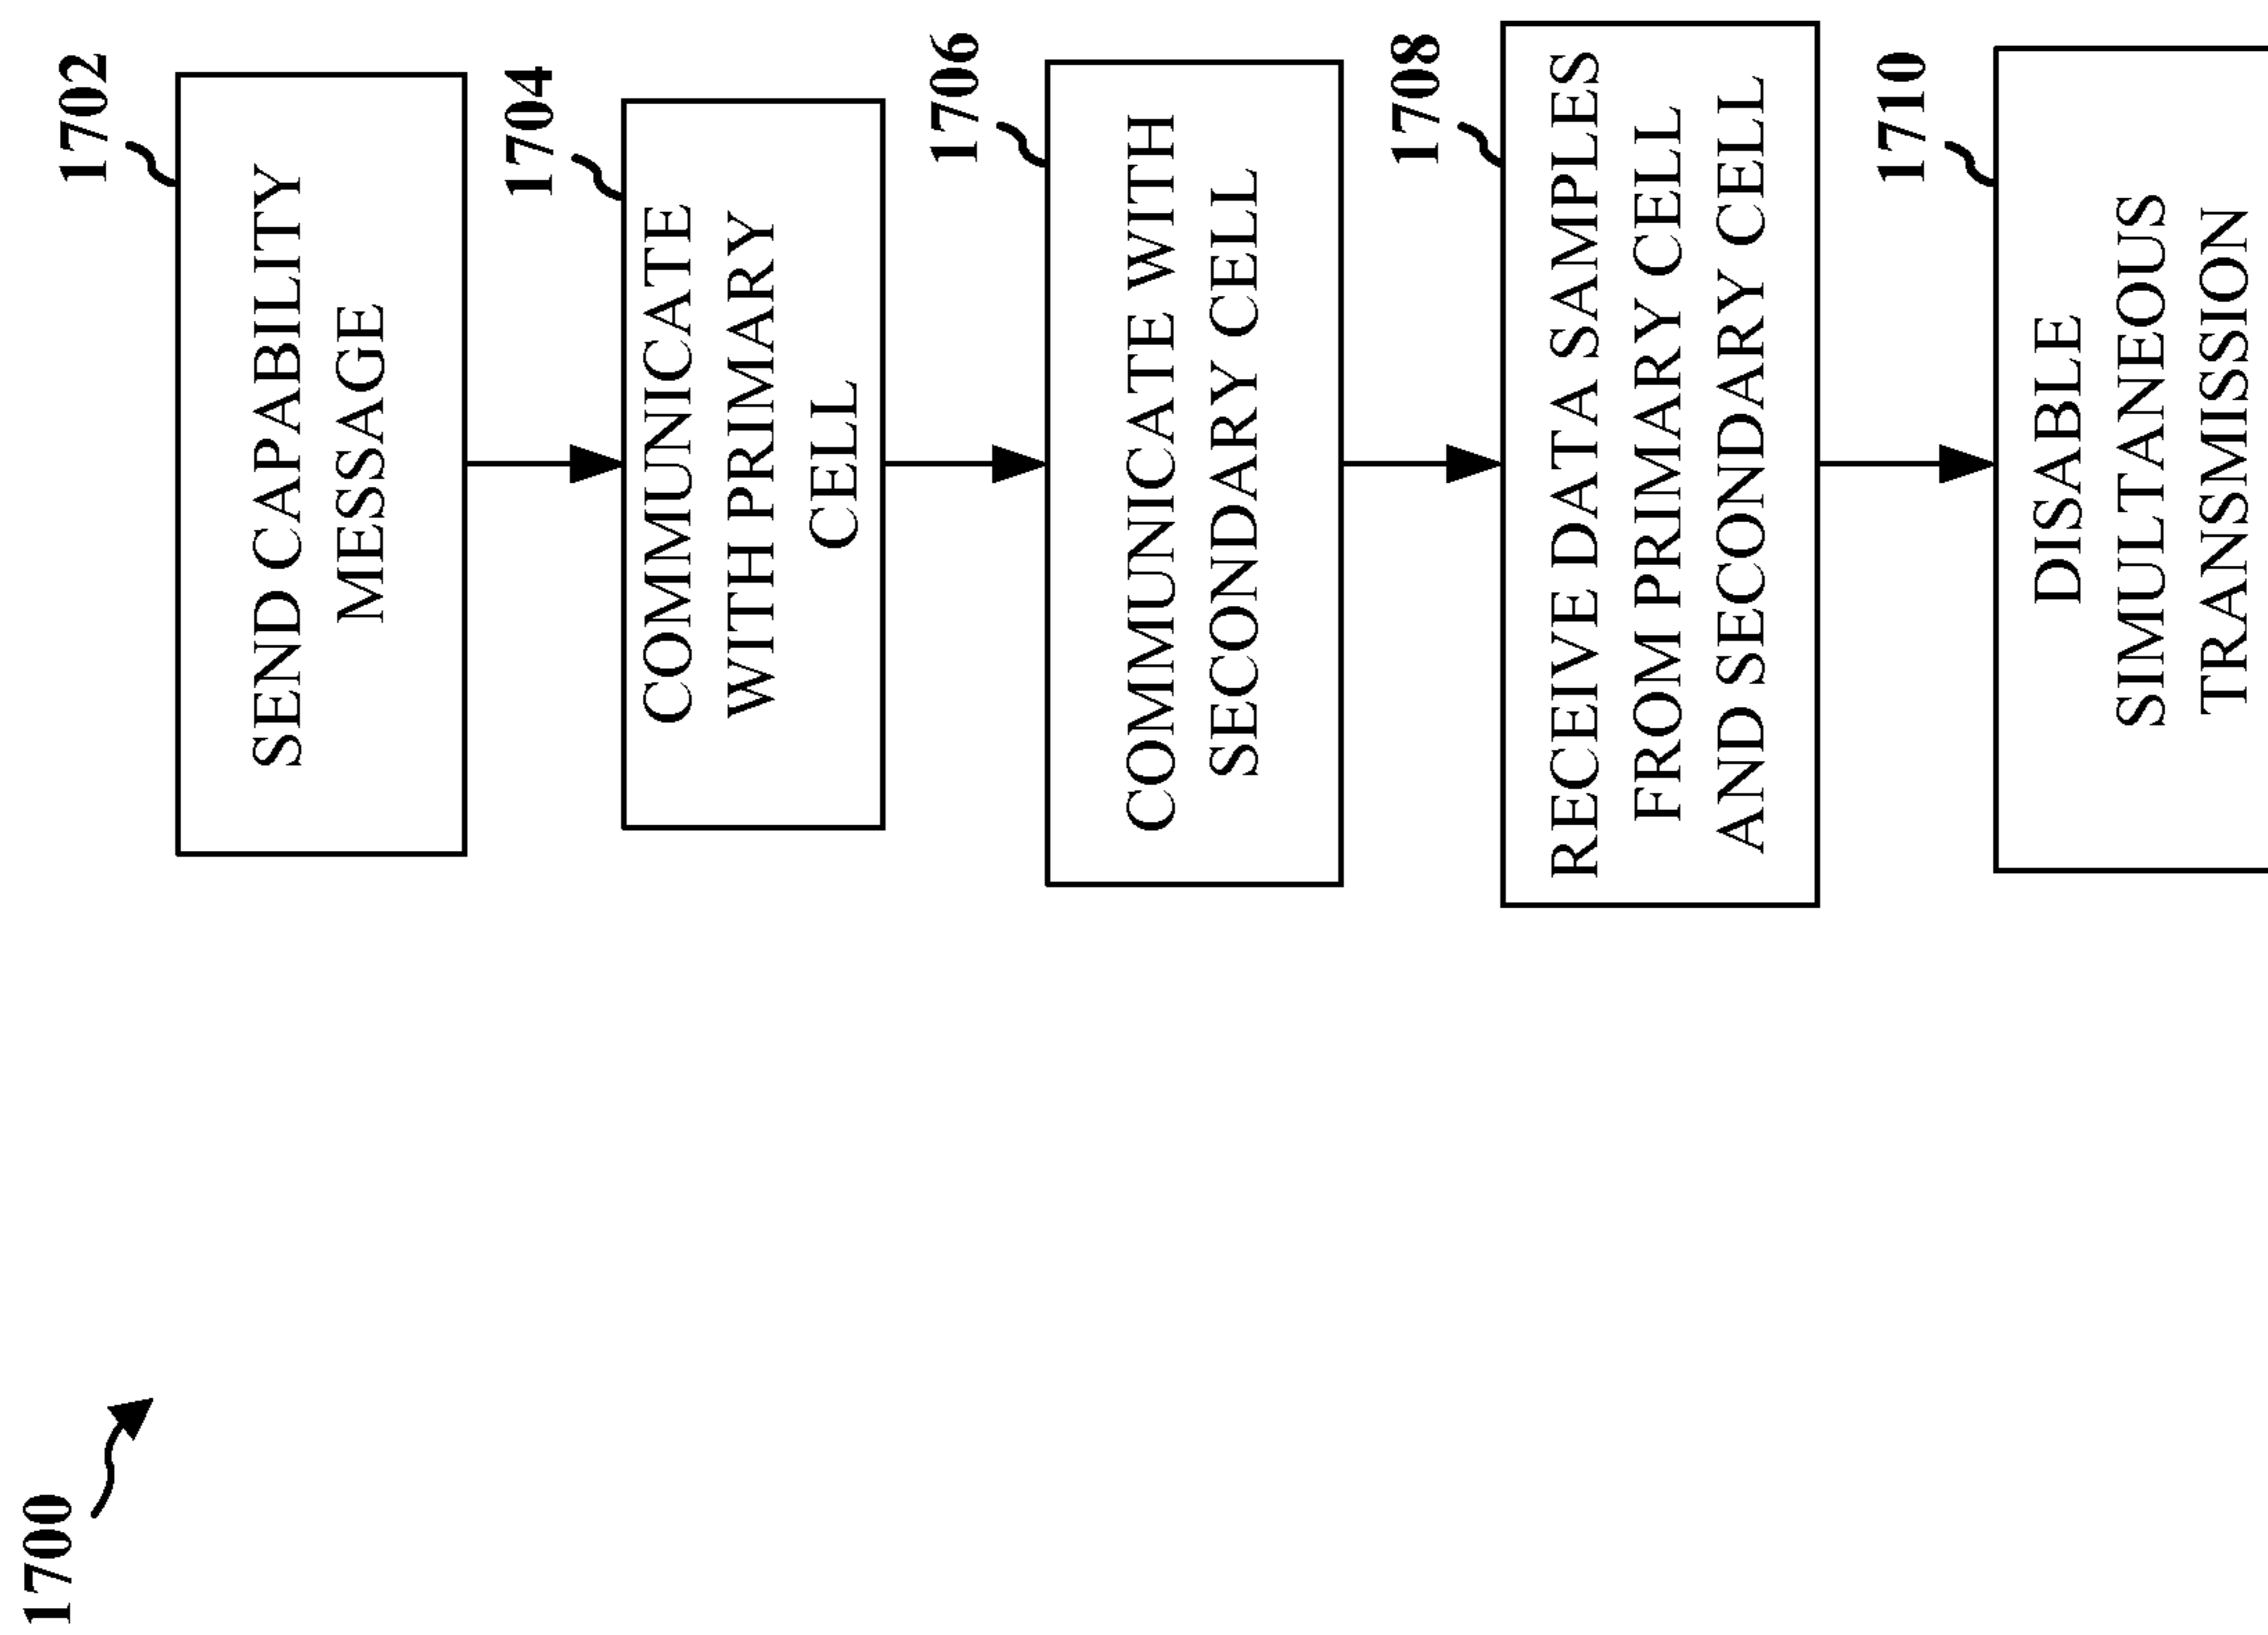 1700
1702
SEND CAPABILITY
MESSAGE
1704
COMMUNICATE
WITH PRIMARY
CELL
1706
COMMUNICATE WITH
SECONDARY CELL
1708
RECEIVE DATA SAMPLES
FROM PRIMARY CELL
AND SECONDARY CELL
1710
DISABLE
SIMULTANEOUS
TRANSMISSION